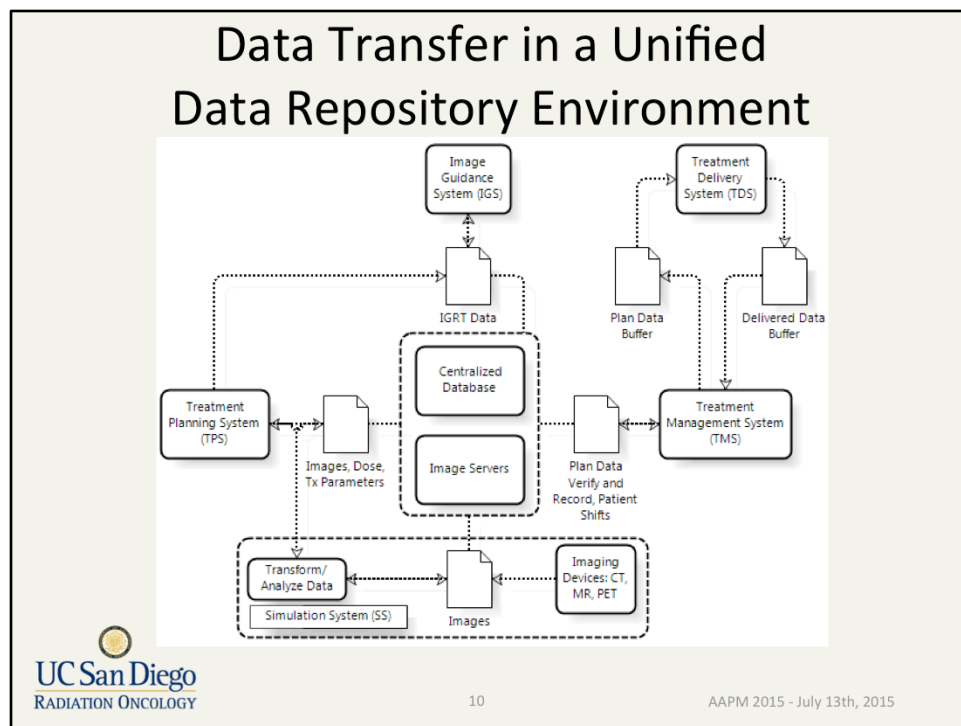 Data Transfer in a Unified
Data Repository Environment
Image
Guidance
System (IGS)
Treatment
Delivery
System (TDS)
IGRT Data
Plan Data
Buffer
Delivered Data
Buffer
Centralized
Database
Treatment
Planning System
(TPS)
Images, Dose,
Tx Parameters
Image Servers
Plan Data
Verify and
Record, Patient
Shifts
Treatment
Management System
(TMS)
Transform/
Analyze Data
Simulation System (SS)
Images
Imaging
Devices: CT,
MR, PET
UC San Diego
RADIATION ONCOLOGY
10
AAPM 2015 - July 13th, 2015